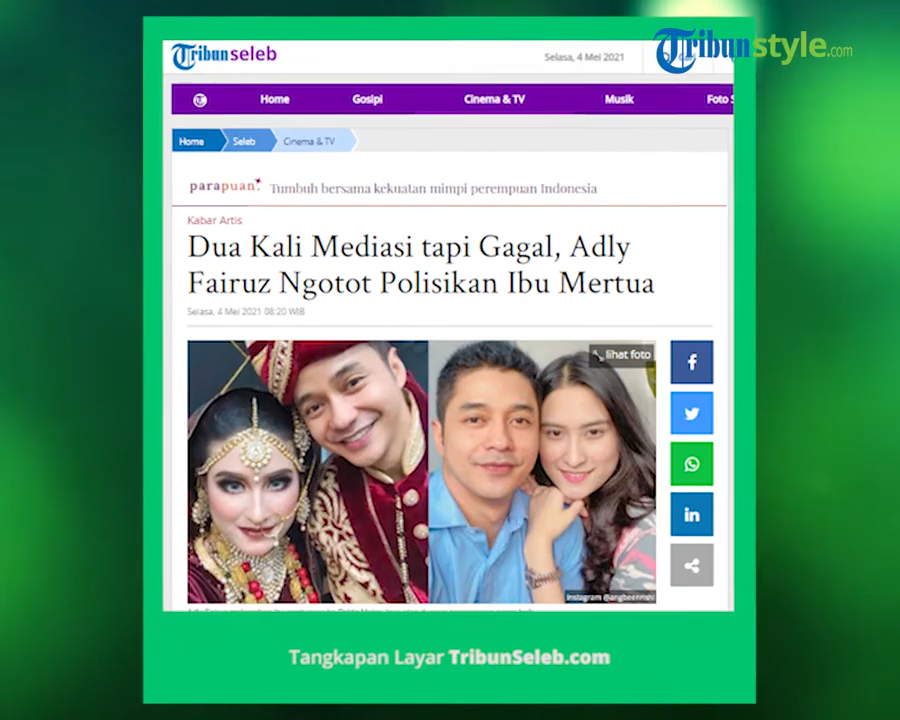 Tribunstyle.com
Tribunseleb
Selasa, 4 Mei 2021
Home Gosipi Cinema & TV Musik Foto S
Home Seleb Cinema & TV
parapuan. Tumbuh bersama kekuatan mimpi perempuan Indonesia
Kabar Artis
Dua Kali Mediasi tapi Gagal, Adly
Fairuz Ngotot Polisikan Ibu Mertua
Selasa, 4 Mei 2021 08:20 WIB
lihat foto
Instagram @angbeenrishi
Tangkapan Layar TribunSeleb.com